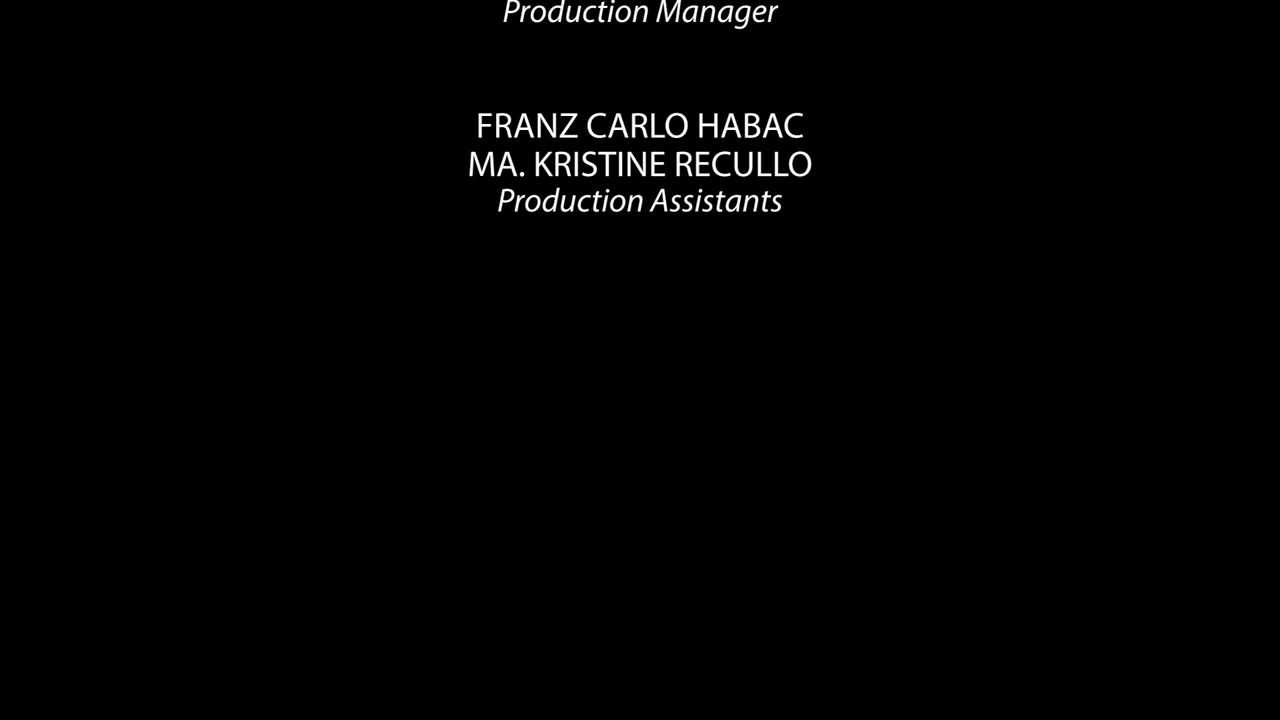 Production Manager
FRANZ CARLO HABAC
MA. KRISTINE RECULLO
Production Assistants